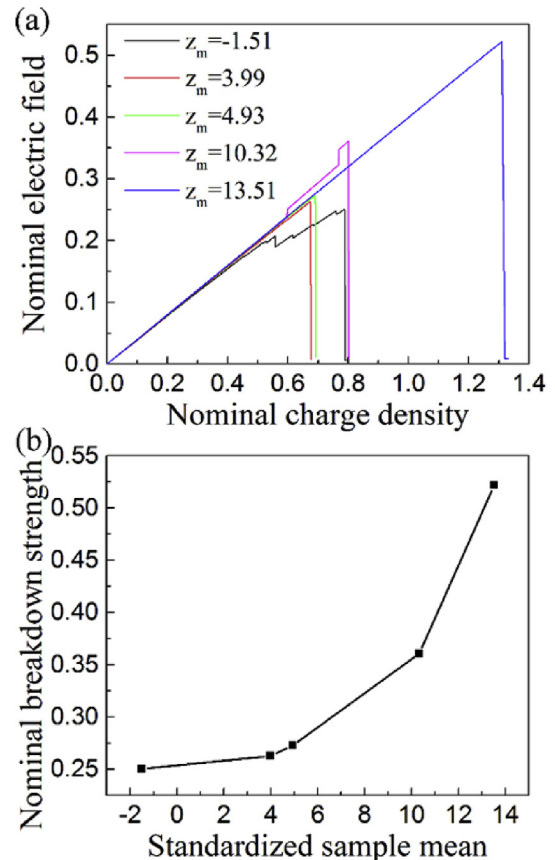 (a)
z_m=-1.51
z_m=3.99
z_m=4.93
z_m=10.32
z_m=13.51
Nominal electric field
0.5
0.4
0.3
0.2
0.1
0.0
0.0 0.2 0.4 0.6 0.8 1.0 1.2 1.4
Nominal charge density
(b)
Nominal breakdown strength
0.55
0.50
0.45
0.40
0.35
0.30
0.25
-2 0 2 4 6 8 10 12 14
Standardized sample mean